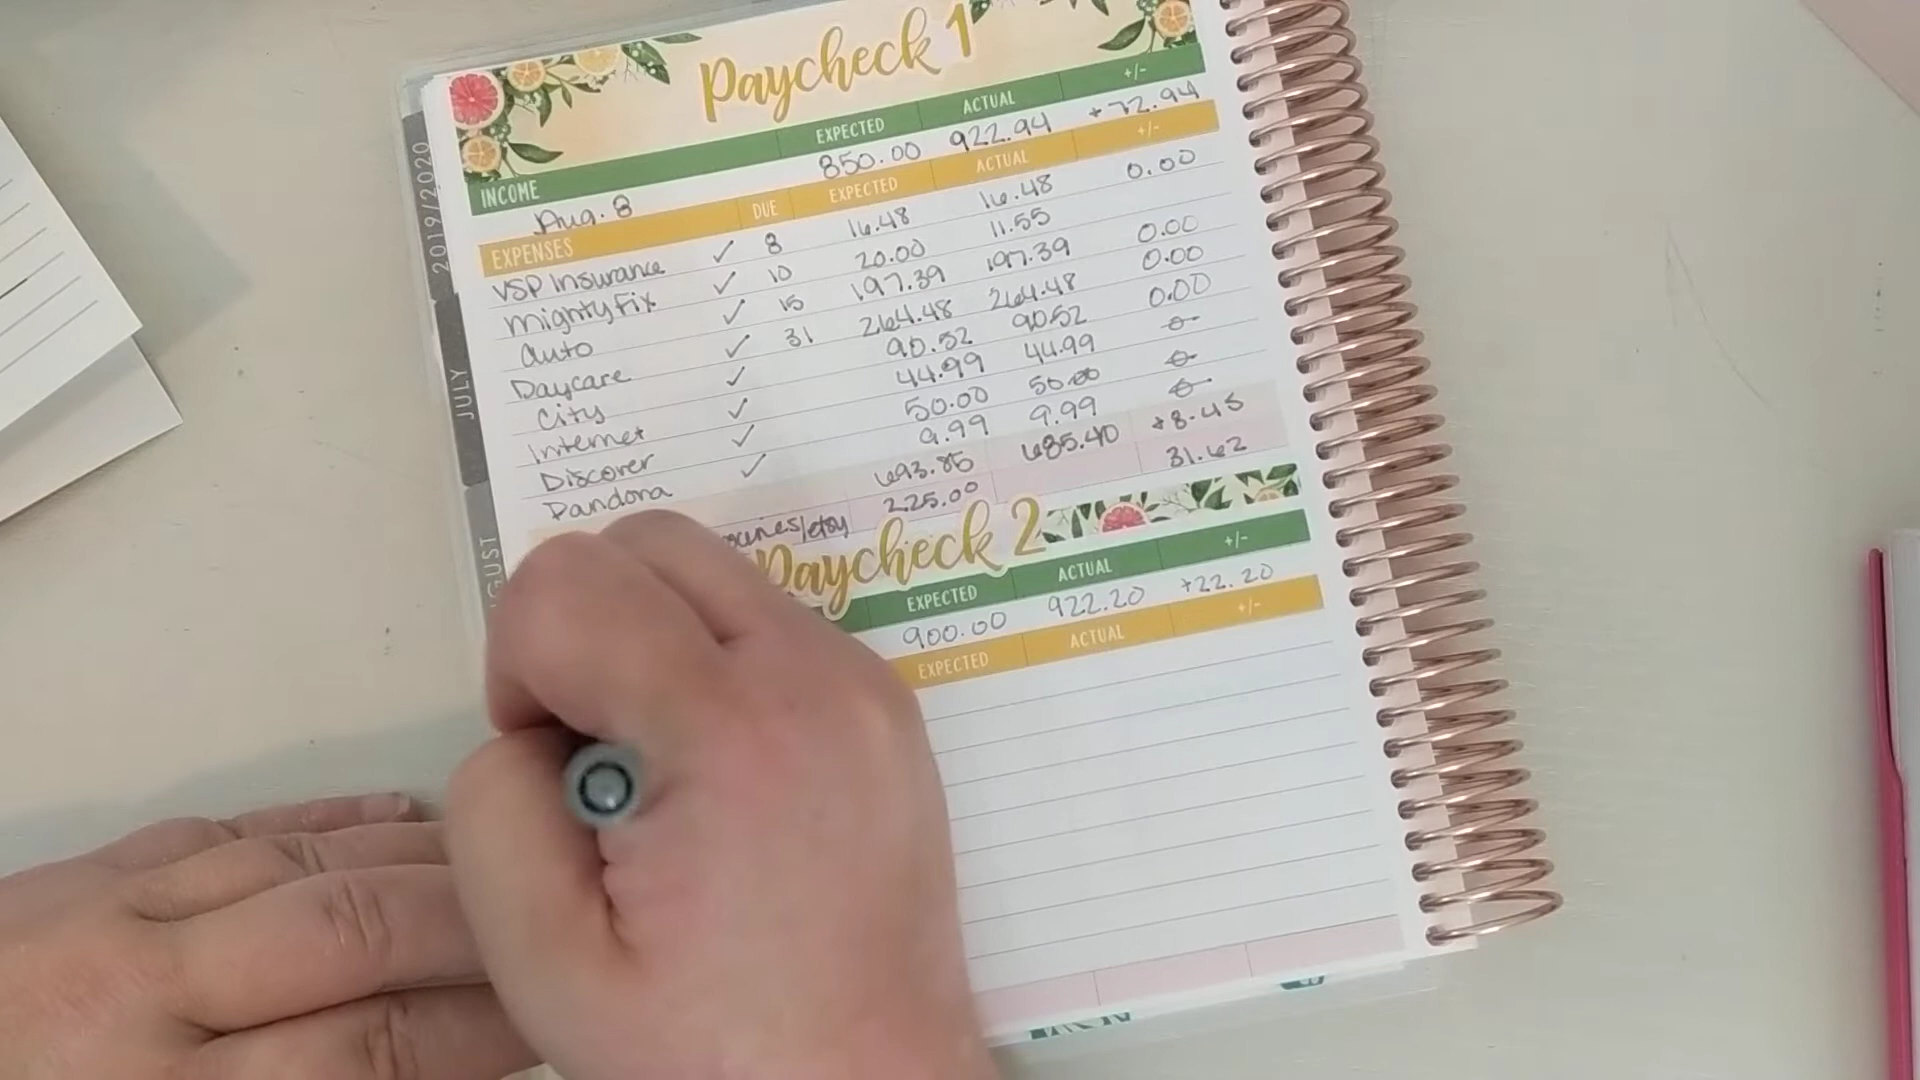 Paycheck 1
INCOME EXPECTED ACTUAL +/-
Aug. 8 850.00 922.94 +72.94
EXPENSES DUE EXPECTED ACTUAL +/-
VSP Insurance ✓ 8 16.48 16.48 0.00
MightyFix ✓ 10 20.00 11.55
Auto ✓ 15 197.39 197.39 0.00
Daycare ✓ 31 264.48 264.48 0.00
City ✓ 90.52 90.52 0.00
Internet ✓ 44.99 44.99
Discover ✓ 50.00 50.00
Pandora ✓ 9.99 9.99
693.85 685.40 +8.45
/etsy 225.00 31.62
Paycheck 2
EXPECTED ACTUAL +/-
900.00 922.20 +22.20
EXPECTED ACTUAL +/-
2019/2020
JULY